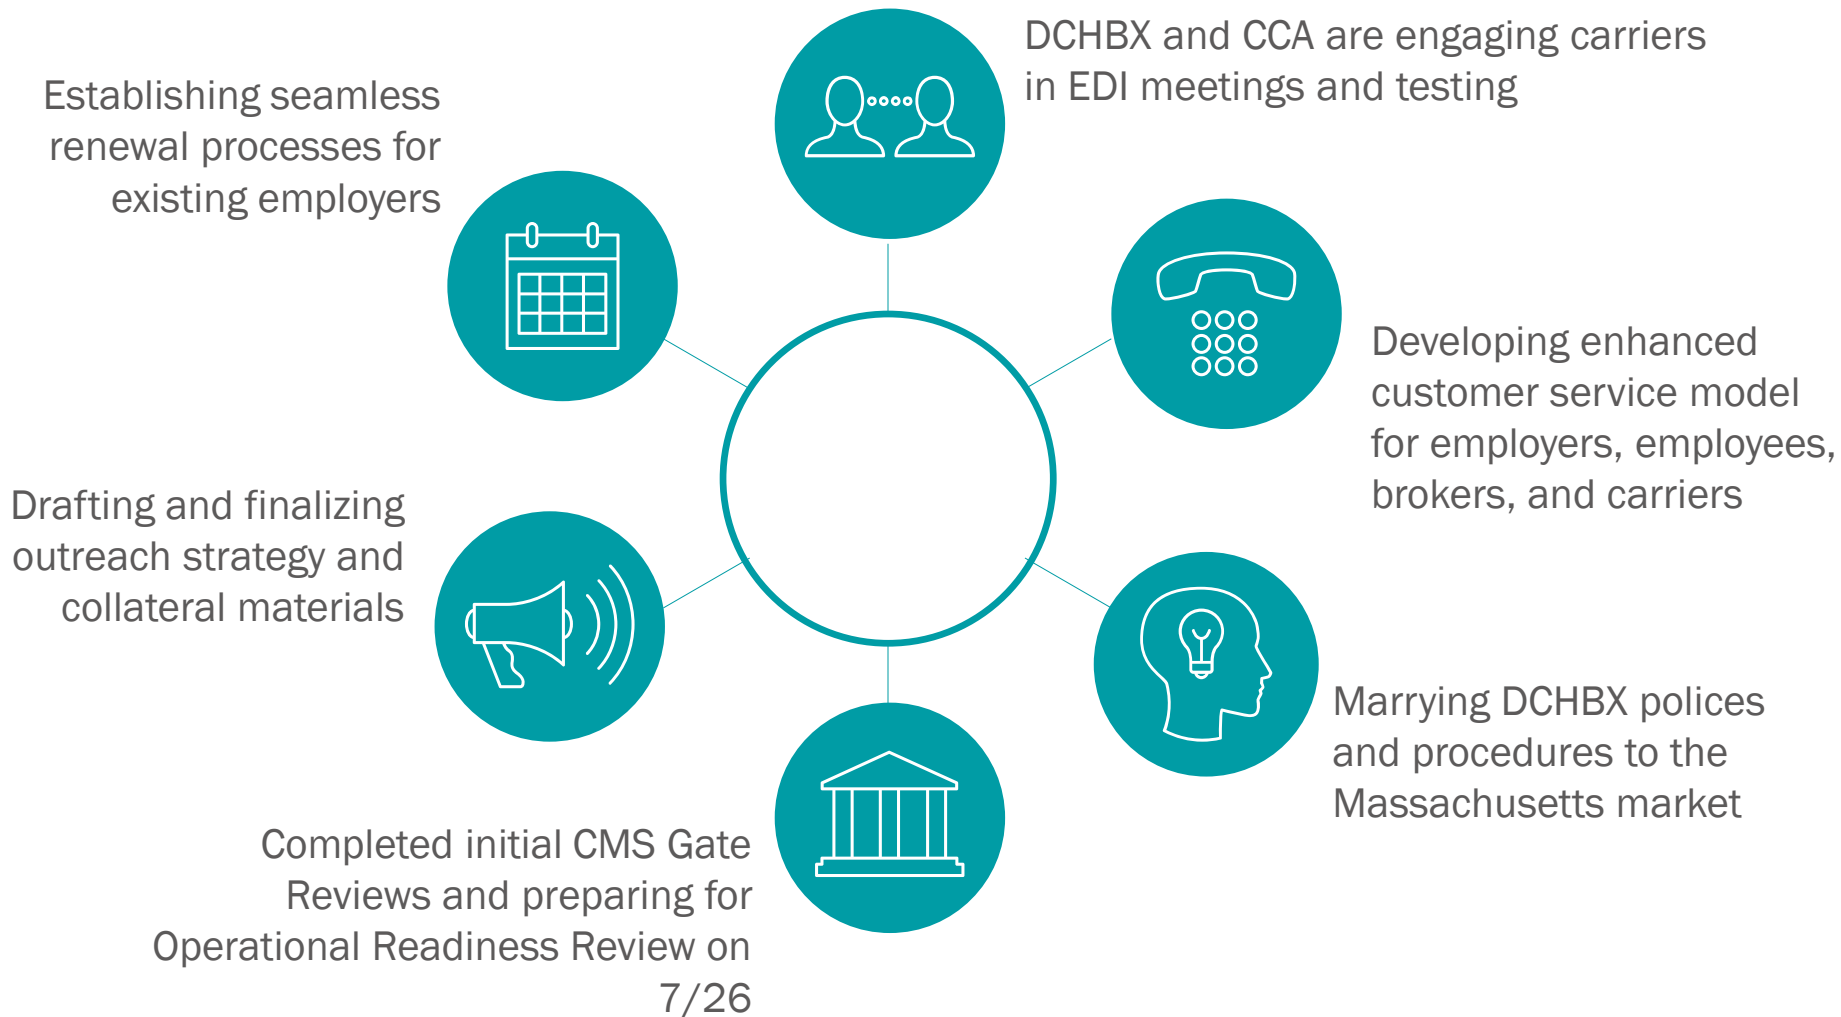 DCHBX and CCA are engaging carriers
in EDI meetings and testing
Developing enhanced
customer service model
for employers, employees,
brokers, and carriers
Marrying DCHBX polices
and procedures to the
Massachusetts market
Completed initial CMS Gate
Reviews and preparing for
Operational Readiness Review on
7/26
Drafting and finalizing
outreach strategy and
collateral materials
Establishing seamless
renewal processes for
existing employers